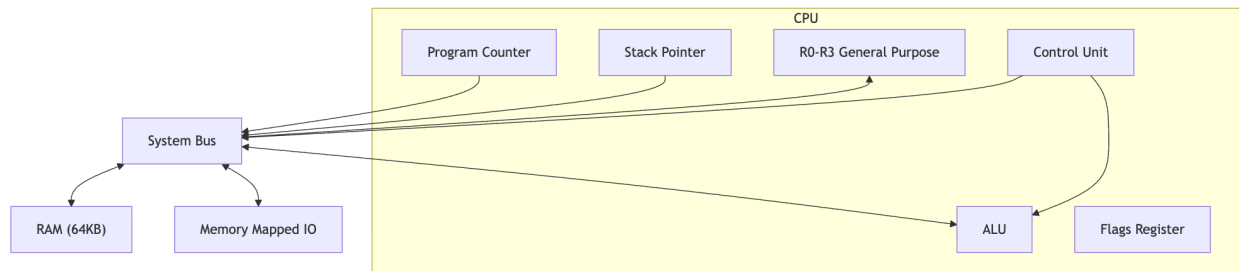 CPU
Program Counter
Stack Pointer
R0-R3 General Purpose
Control Unit
System Bus
RAM (64KB)
Memory Mapped IO
ALU
Flags Register